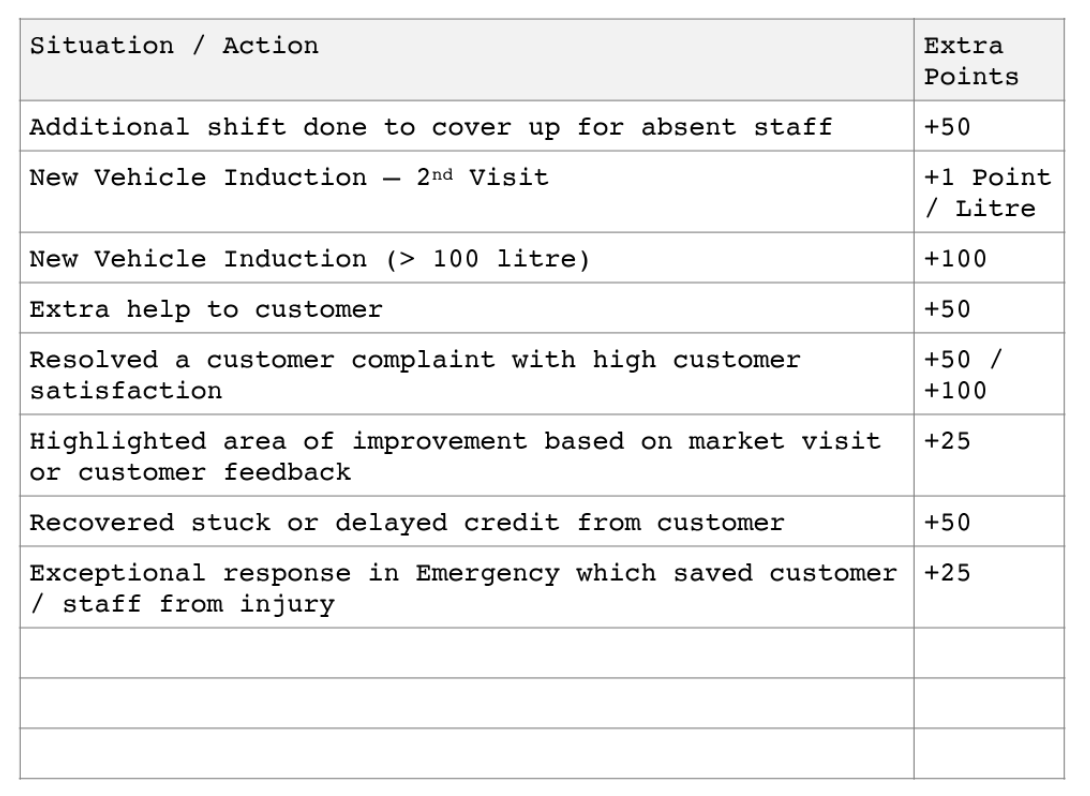 Situation / Action
Extra
Points
Additional shift done to cover up for absent staff
+50
New Vehicle Induction – 2nd Visit
+1 Point
/ Litre
New Vehicle Induction (> 100 litre)
+100
Extra help to customer
+50
Resolved a customer complaint with high customer
satisfaction
+50 /
+100
Highlighted area of improvement based on market visit
or customer feedback
+25
Recovered stuck or delayed credit from customer
+50
Exceptional response in Emergency which saved customer
/ staff from injury
+25